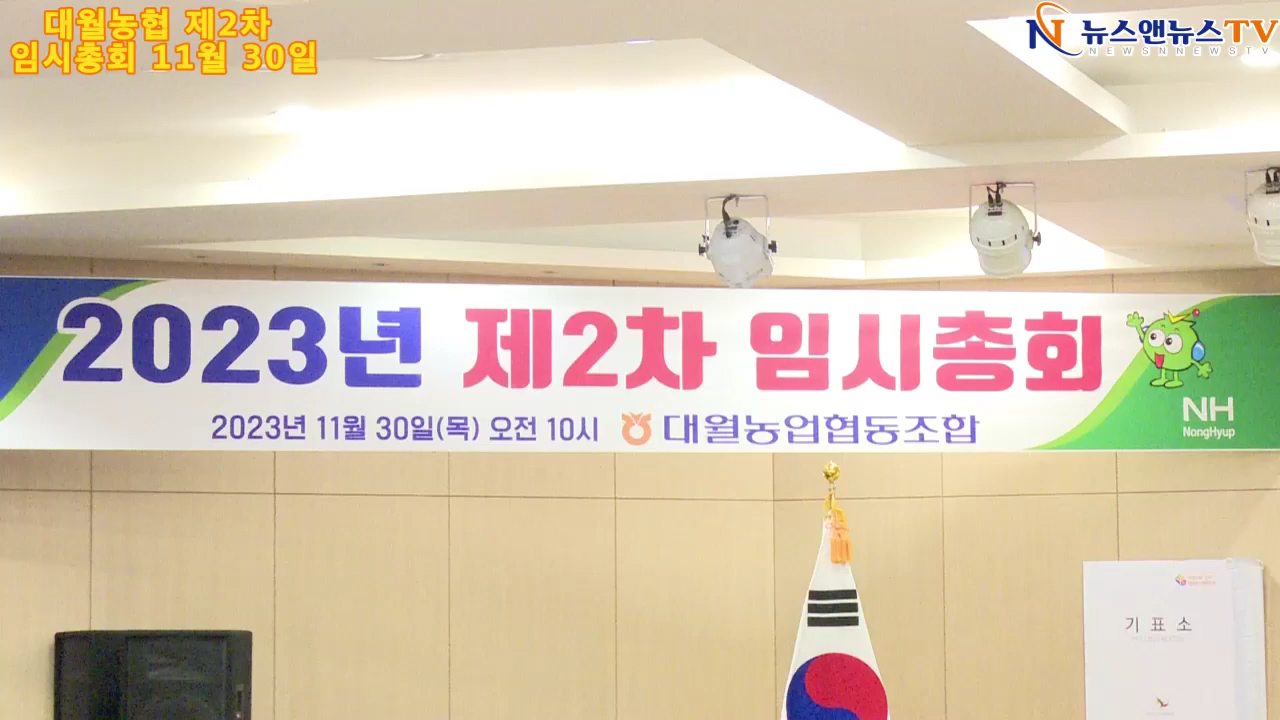 대월농협 제2차
임시총회 11월 30일
N 뉴스앤뉴스TV
NEWSNNEWSTV
2023년 제2차 임시총회
2023년 11월 30일(목) 오전 10시 대월농업협동조합
NH
NongHyup
기표소